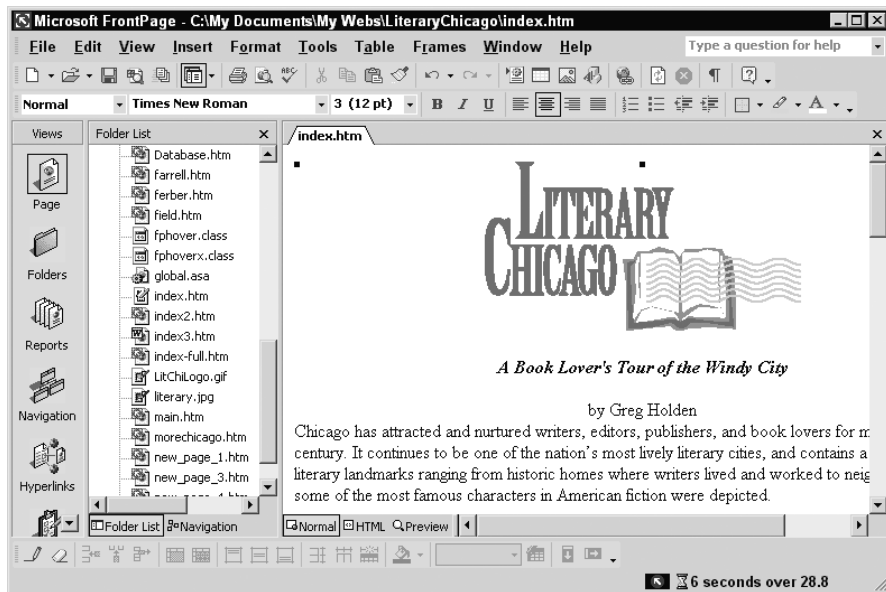 Microsoft FrontPage - C:\My Documents\My Webs\LiteraryChicago\index.htm
File Edit View Insert Format Tools Table Frames Window Help
Type a question for help
Normal Times New Roman 3 (12 pt) B I U A
Views Folder List
index.htm
Page
Folders
Reports
Navigation
Hyperlinks
Database.htm
farrell.htm
ferber.htm
field.htm
fphover.class
fphoverx.class
global.asa
index.htm
index2.htm
index3.htm
index-full.htm
LitChiLogo.gif
literary.jpg
main.htm
morechicago.htm
new_page_1.htm
new_page_3.htm
LITERARY
CHICAGO
A Book Lover's Tour of the Windy City
by Greg Holden
Chicago has attracted and nurtured writers, editors, publishers, and book lovers for m
century. It continues to be one of the nation's most lively literary cities, and contains a
literary landmarks ranging from historic homes where writers lived and worked to neig
some of the most famous characters in American fiction were depicted.
Folder List Navigation
Normal HTML Preview
6 seconds over 28.8